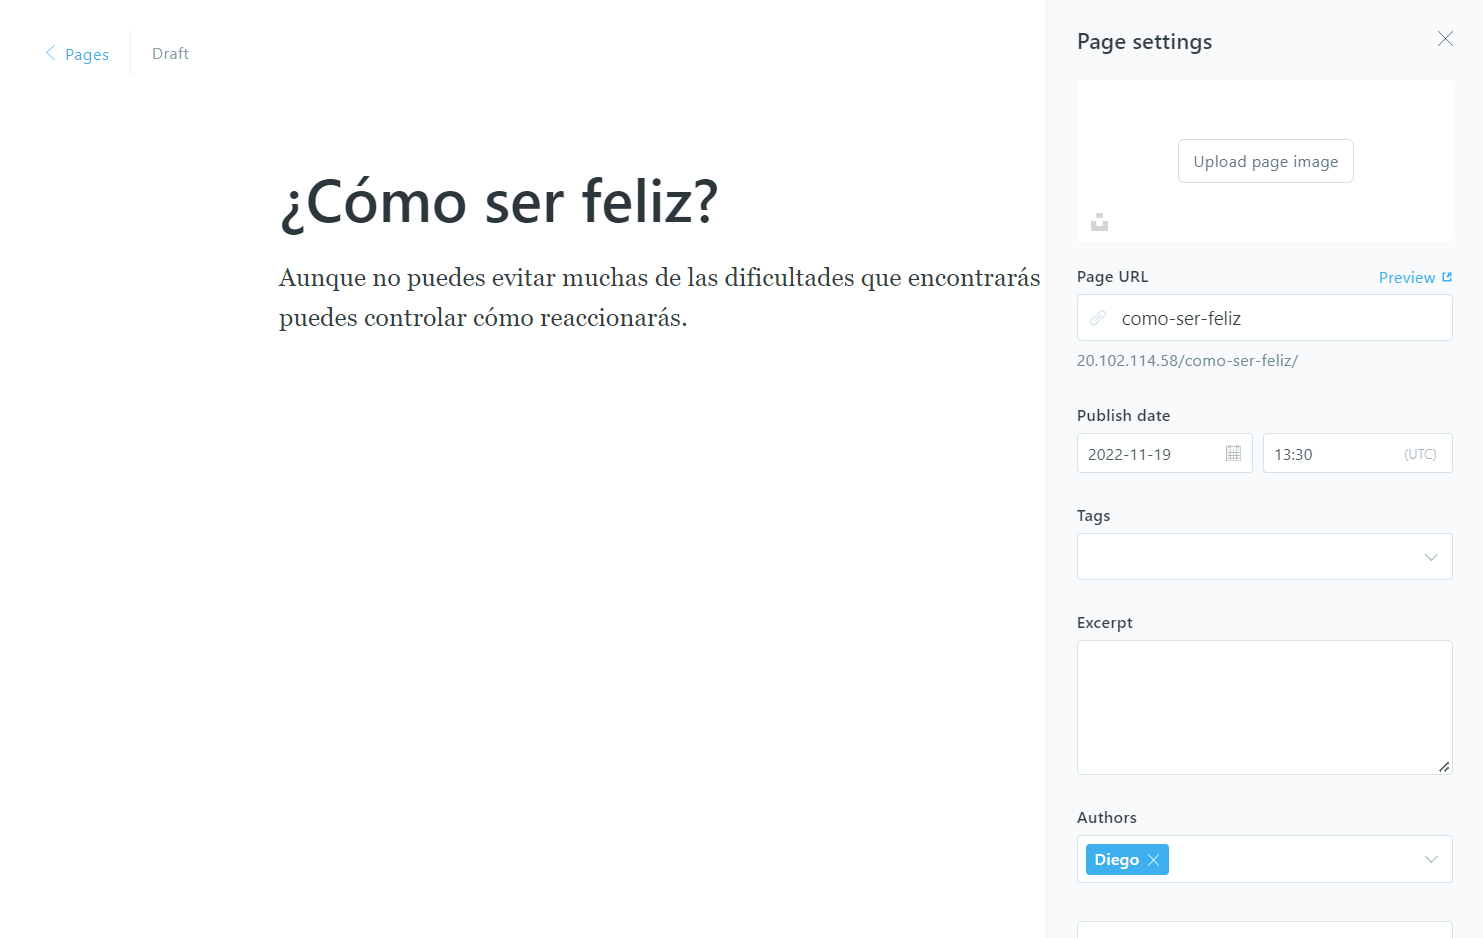 Pages
Draft
¿Cómo ser feliz?
Aunque no puedes evitar muchas de las dificultades que encontrarás
puedes controlar cómo reaccionarás.
Page settings
Upload page image
Page URL
Preview
como-ser-feliz
20.102.114.58/como-ser-feliz/
Publish date
2022-11-19
13:30 (UTC)
Tags
Excerpt
Authors
Diego